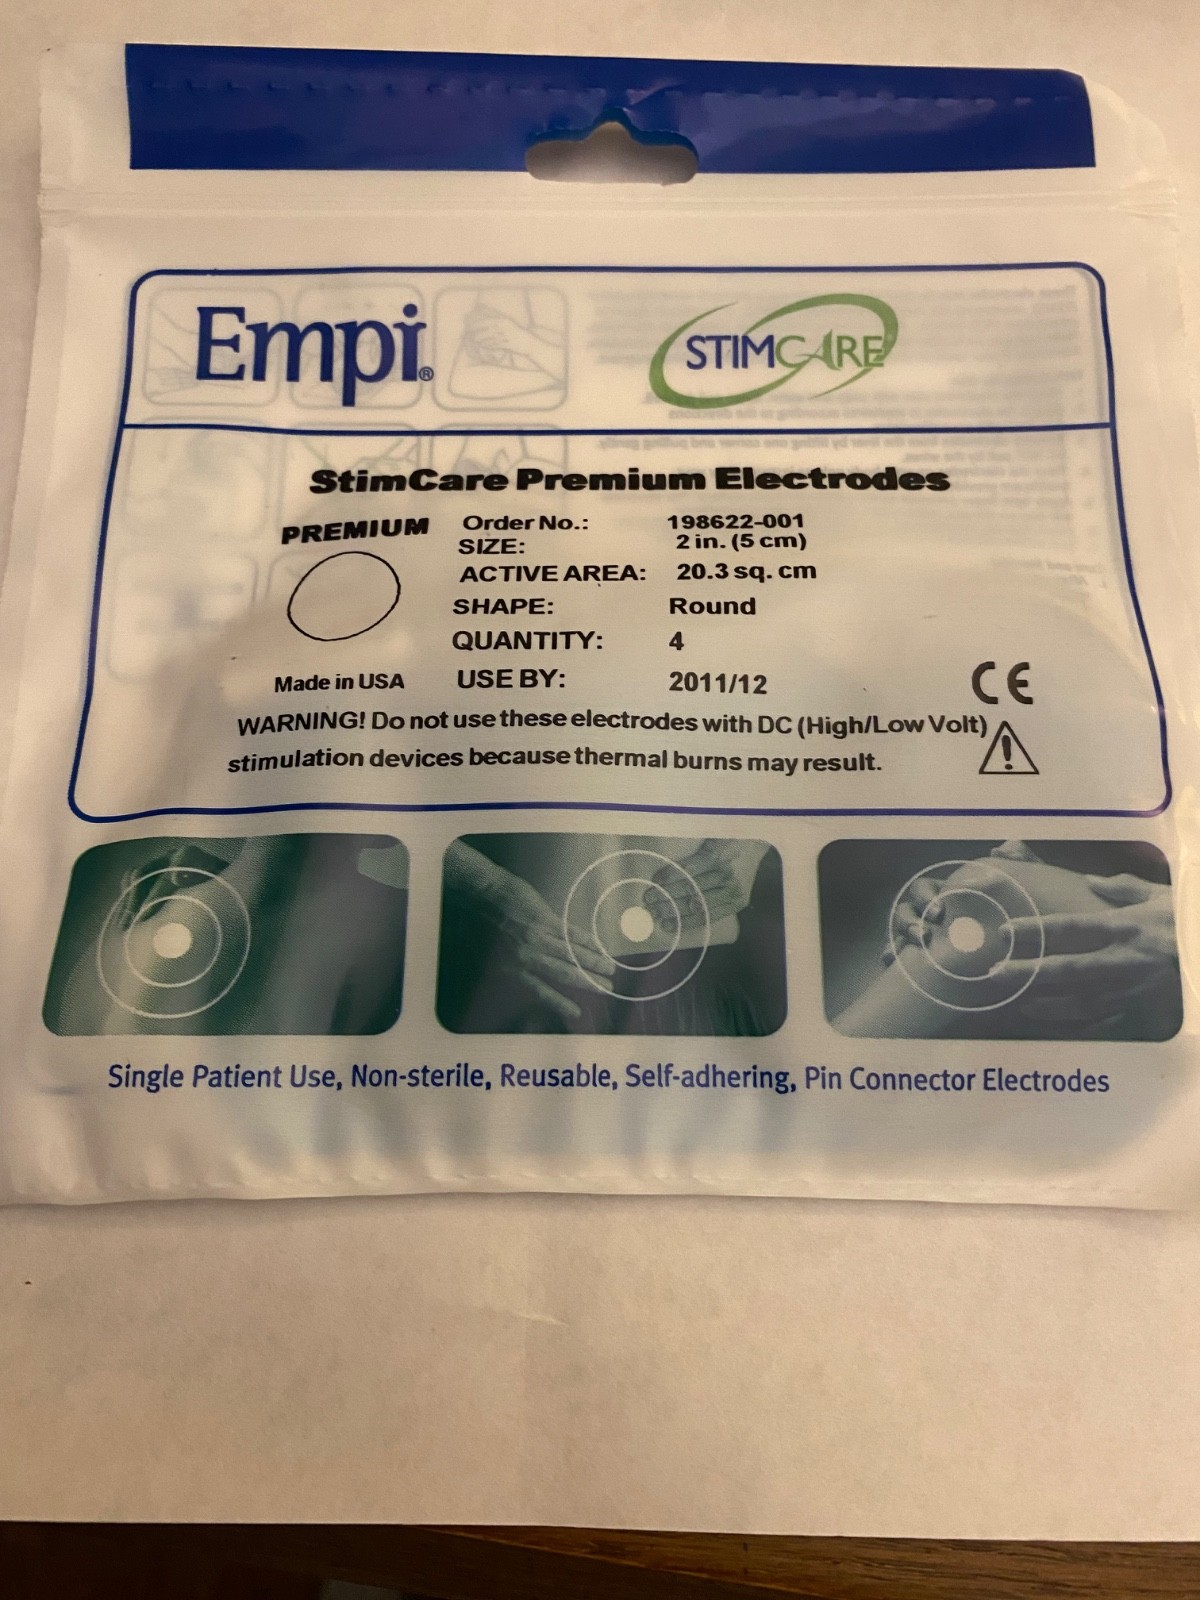 Empi®
STIMCARE®
StimCare Premium Electrodes
PREMIUM
Order No.: 198622-001
SIZE: 2 in. (5 cm)
ACTIVE AREA: 20.3 sq. cm
SHAPE: Round
QUANTITY: 4
Made in USA
USE BY: 2011/12
CE
WARNING! Do not use these electrodes with DC (High/Low Volt)
stimulation devices because thermal burns may result.
Single Patient Use, Non-sterile, Reusable, Self-adhering, Pin Connector Electrodes